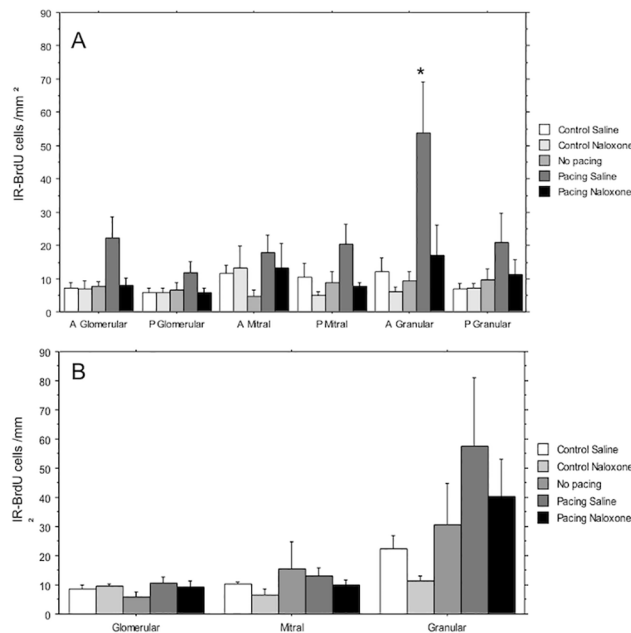 90
80
70
60
50
40
30
20
10
0
A
*
IR-BrdU cells /mm ²
A Glomerular P Glomerular A Mitral P Mitral A Granular P Granular
Control Saline
Control Naloxone
No pacing
Pacing Saline
Pacing Naloxone
90
80
70
60
50
40
30
20
10
0
B
IR-BrdU cells /mm
²
Glomerular Mitral Granular
Control Saline
Control Naloxone
No pacing
Pacing Saline
Pacing Naloxone